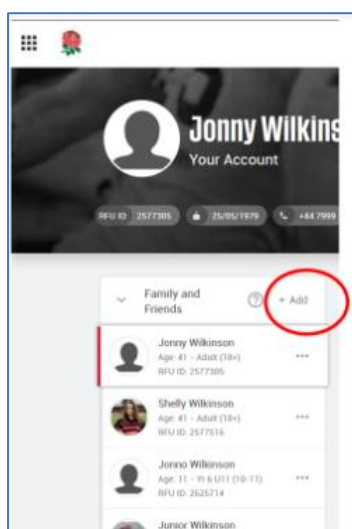 Jonny Wilkins
Your Account
RFU ID: 2577305 25/05/1979 +44 7999
Family and
Friends
+ Add
Jonny Wilkinson
Age: 41 - Adult (18+)
RFU ID: 2577305
Shelly Wilkinson
Age: 41 - Adult (18+)
RFU ID: 2577516
Jonno Wilkinson
Age: 11 - Yr 6 U11 (10-11)
RFU ID: 2625714
Junior Wilkinson